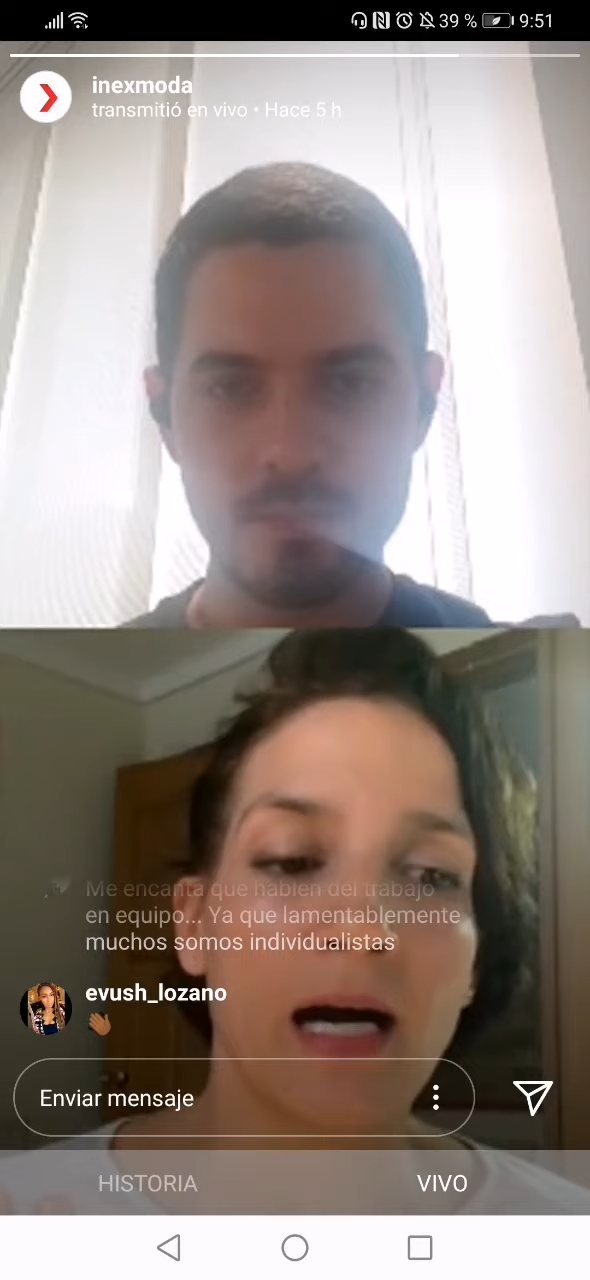 39 %
9:51
inexmoda
transmitió en vivo • Hace 5 h
Me encanta que hablen del trabajo
en equipo... Ya que lamentablemente
muchos somos individualistas
evush_lozano
Enviar mensaje
HISTORIA
VIVO